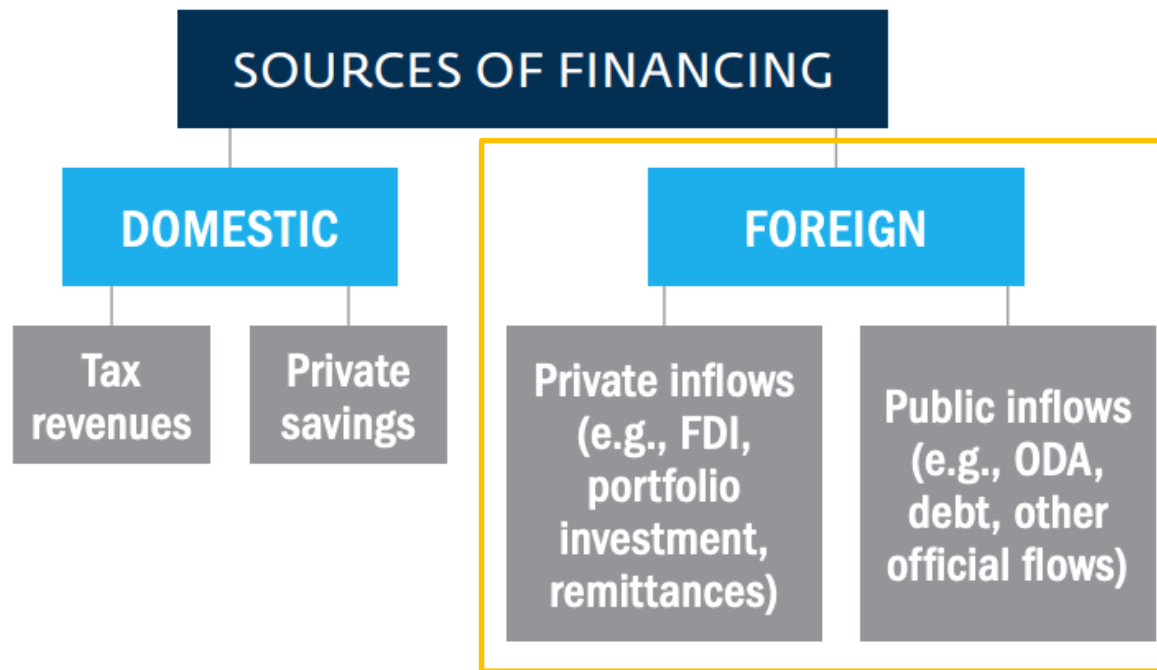 SOURCES OF FINANCING
DOMESTIC
Tax
revenues
Private
savings
FOREIGN
Private inflows
(e.g., FDI,
portfolio
investment,
remittances)
Public inflows
(e.g., ODA,
debt, other
official flows)